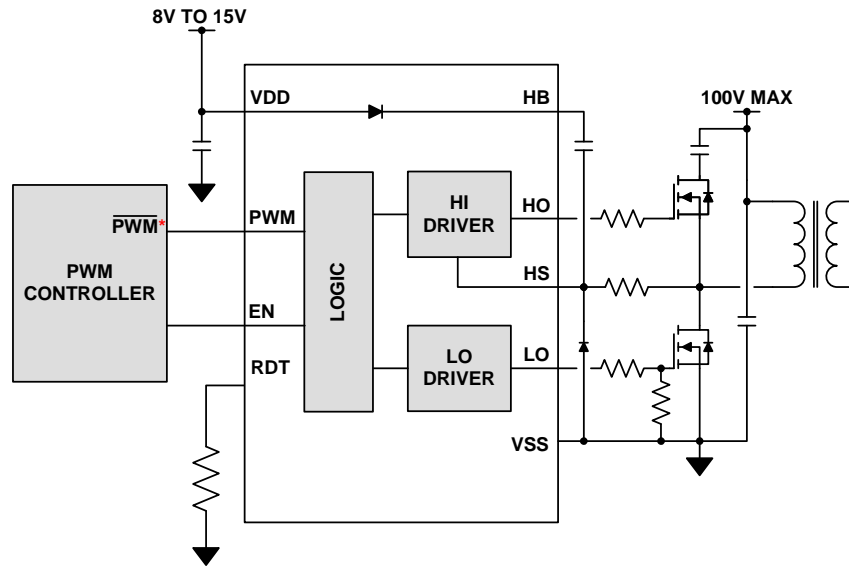 8V TO 15V
VDD
HB
100V MAX
PWM*
PWM
CONTROLLER
PWM
EN
RDT
LOGIC
HI
DRIVER
LO
DRIVER
HO
HS
LO
VSS